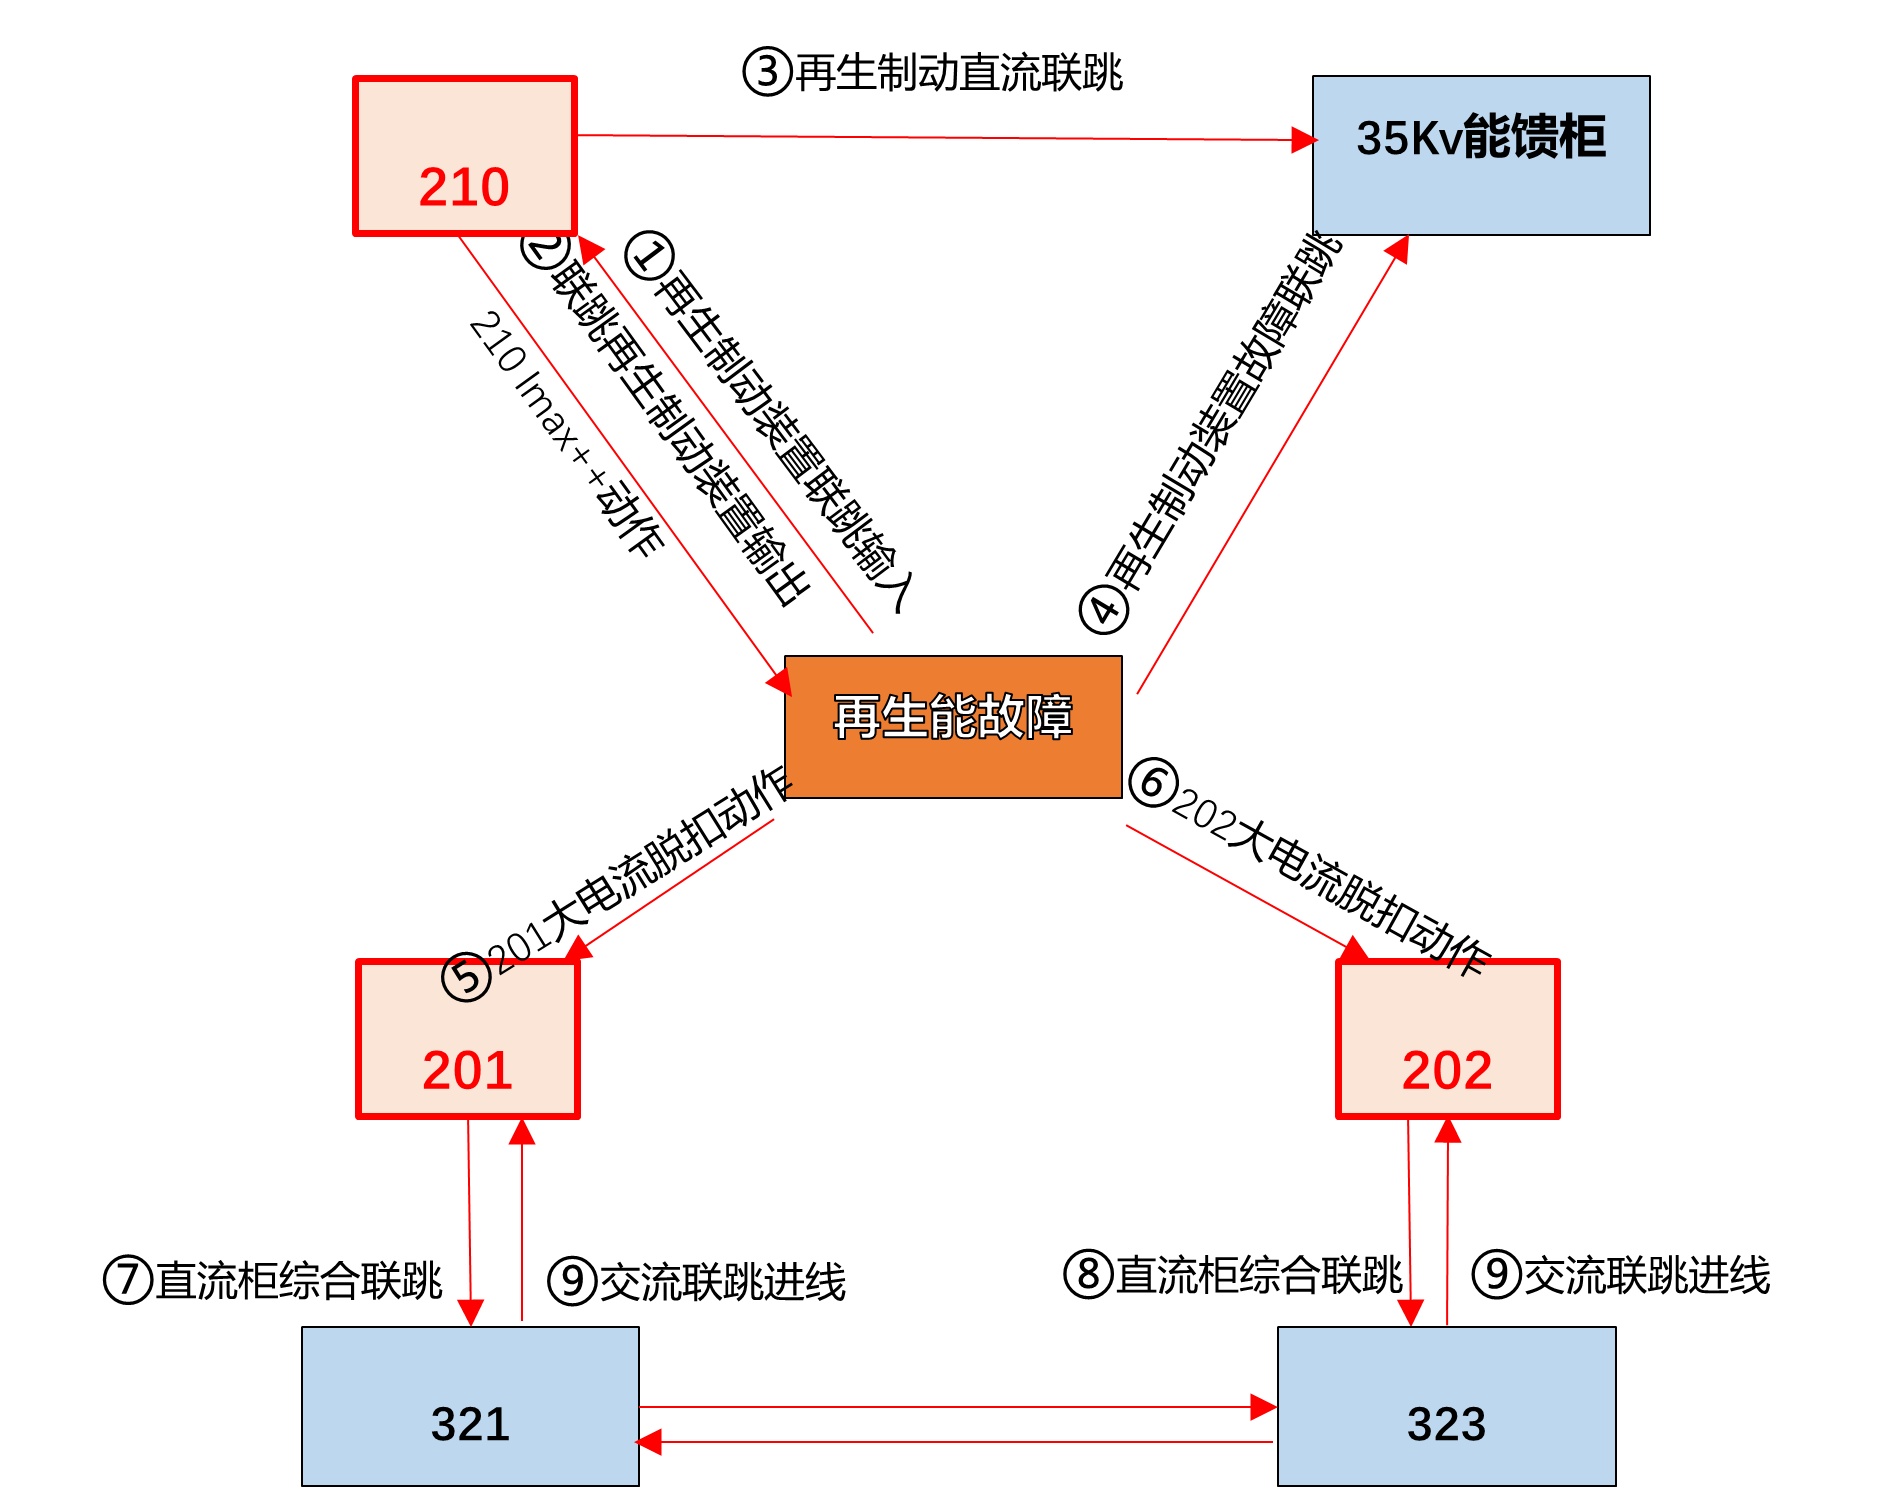 ③再生制动直流联跳
210
35Kv能馈柜
①再生制动装置联跳输入
②联跳再生制动装置输出
210 Imax++动作
④再生制动装置故障联跳
再生能故障
⑤201大电流脱扣动作
⑥202大电流脱扣动作
201
202
⑦直流柜综合联跳
⑨交流联跳进线
⑧直流柜综合联跳
⑨交流联跳进线
321
323